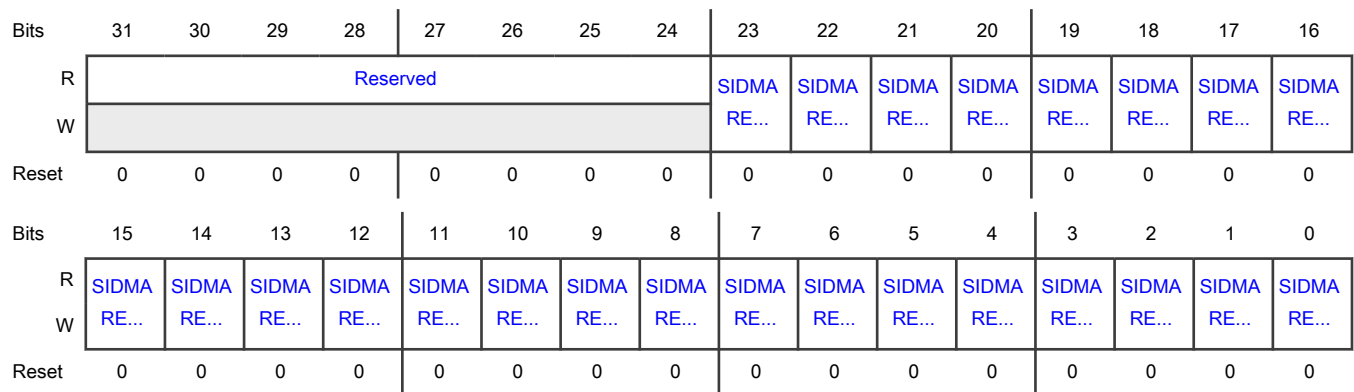 Bits 31 30 29 28 27 26 25 24 23 22 21 20 19 18 17 16
R Reserved SIDMA SIDMA SIDMA SIDMA SIDMA SIDMA SIDMA SIDMA
W RE... RE... RE... RE... RE... RE... RE... RE...
Reset 0 0 0 0 0 0 0 0 0 0 0 0 0 0 0 0
Bits 15 14 13 12 11 10 9 8 7 6 5 4 3 2 1 0
R SIDMA SIDMA SIDMA SIDMA SIDMA SIDMA SIDMA SIDMA SIDMA SIDMA SIDMA SIDMA SIDMA SIDMA SIDMA SIDMA
W RE... RE... RE... RE... RE... RE... RE... RE... RE... RE... RE... RE... RE... RE... RE... RE...
Reset 0 0 0 0 0 0 0 0 0 0 0 0 0 0 0 0